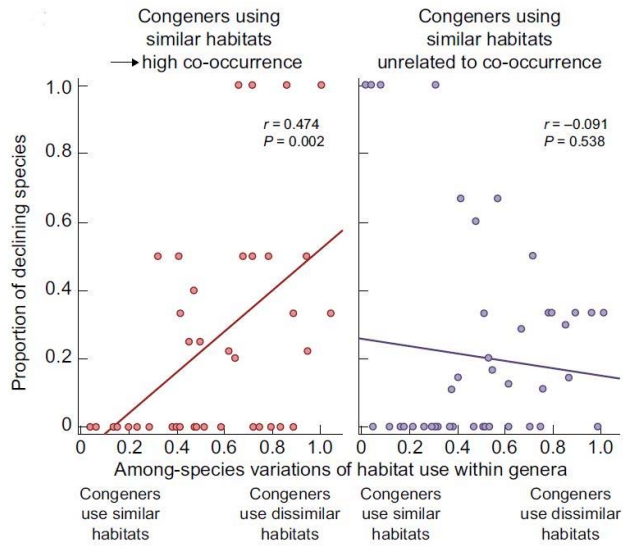 Congeners using
similar habitats
→ high co-occurrence
Congeners using
similar habitats
unrelated to co-occurrence
r = 0.474
P = 0.002
r = –0.091
P = 0.538
Proportion of declining species
1.0
0.8
0.6
0.4
0.2
0
0 0.2 0.4 0.6 0.8 1.0
0 0.2 0.4 0.6 0.8 1.0
Among-species variations of habitat use within genera
Congeners
use similar
habitats
Congeners
use dissimilar
habitats
Congeners
use similar
habitats
Congeners
use dissimilar
habitats